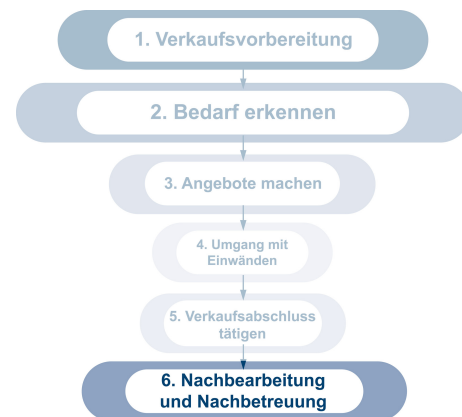 1. Verkaufsvorbereitung
2. Bedarf erkennen
3. Angebote machen
4. Umgang mit
Einwänden
5. Verkaufsabschluss
tätigen
6. Nachbearbeitung
und Nachbetreuung